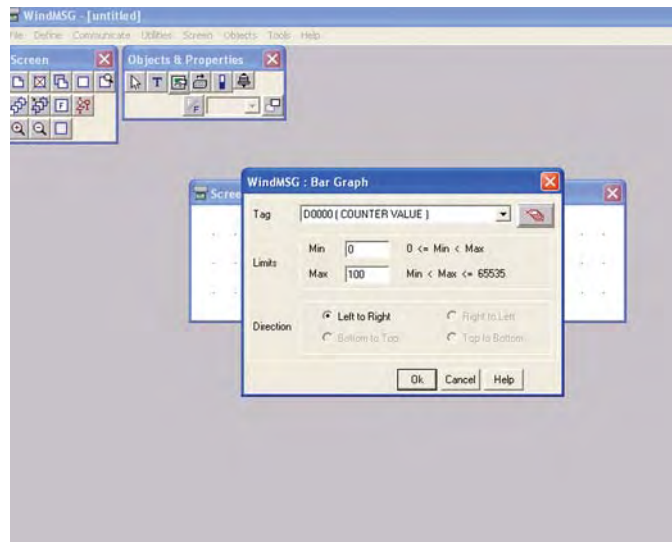 WindMSG - [untitled]
File Define Communicate Utilities Screen Objects Tools Help
Screen
Objects & Properties
T
F
F
Scree
WindMSG : Bar Graph
Tag D0000 ( COUNTER VALUE )
Limits
Min 0 0 <= Min < Max
Max 100 Min < Max <= 65535
Direction
Left to Right Right to Left
Bottom to Top Top to Bottom
Ok Cancel Help